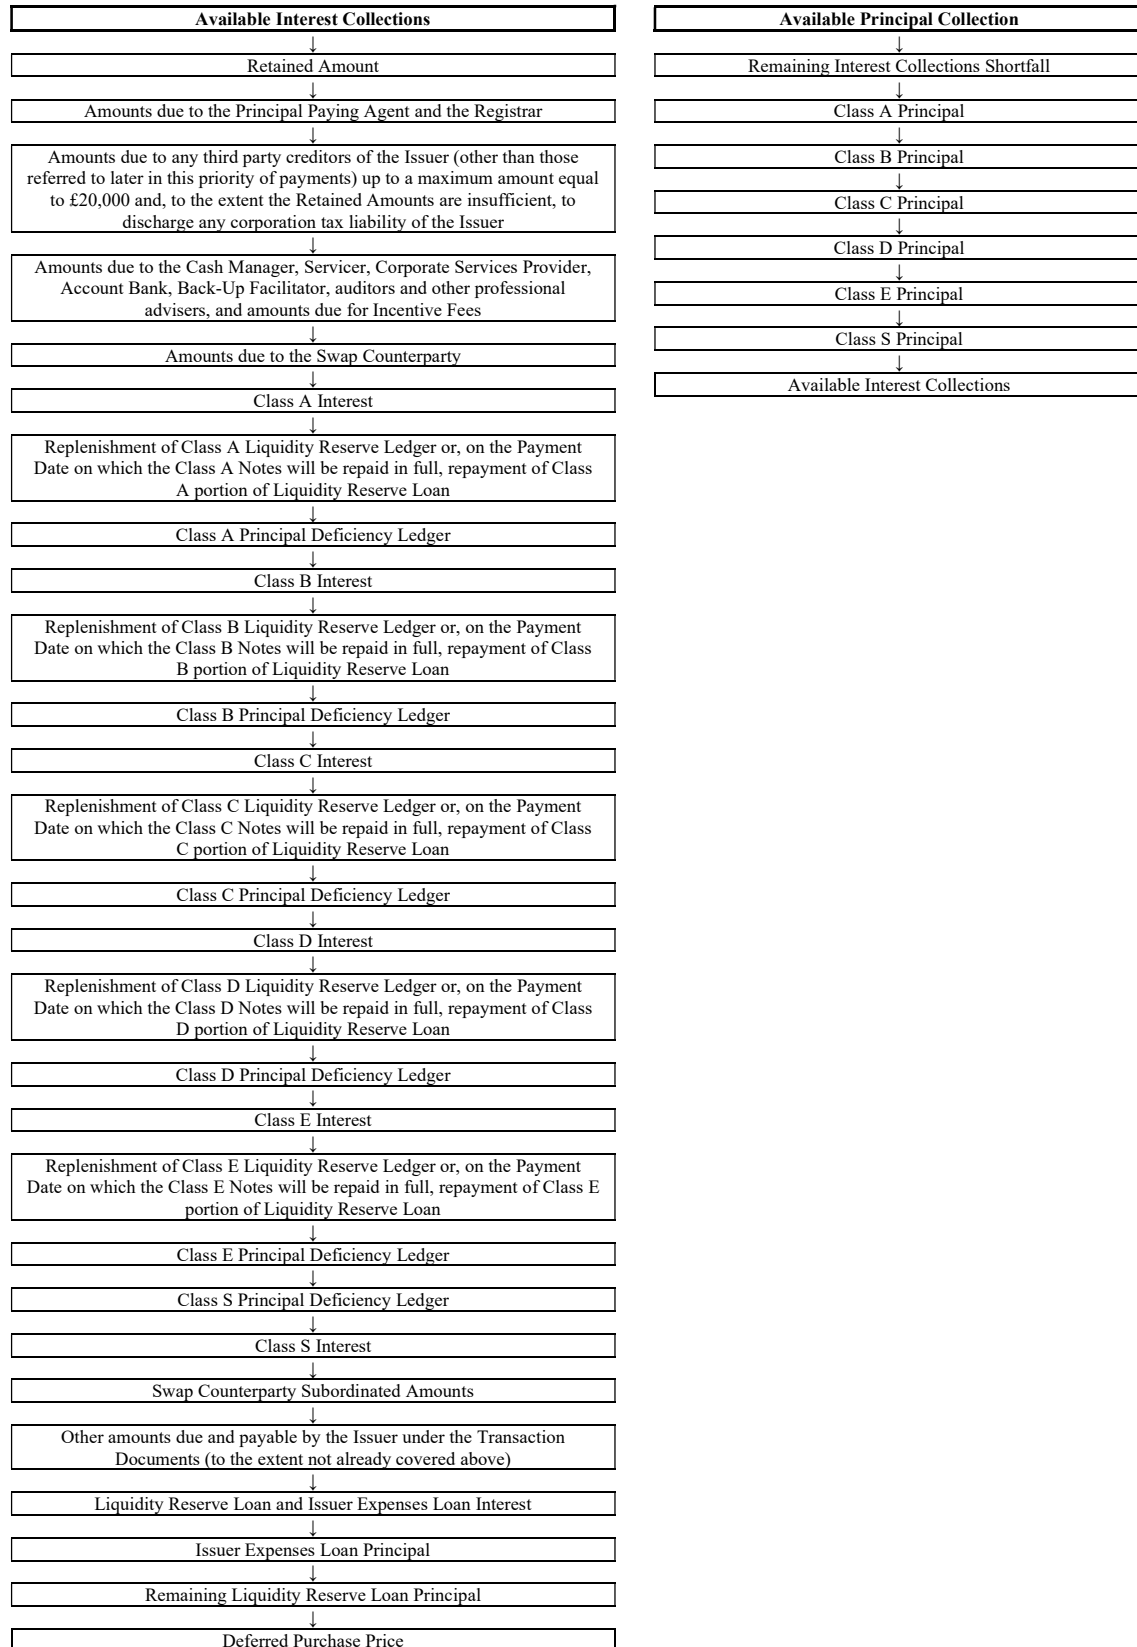 Available Interest Collections
↓
Retained Amount
↓
Amounts due to the Principal Paying Agent and the Registrar
↓
Amounts due to any third party creditors of the Issuer (other than those
referred to later in this priority of payments) up to a maximum amount equal
to £20,000 and, to the extent the Retained Amounts are insufficient, to
discharge any corporation tax liability of the Issuer
↓
Amounts due to the Cash Manager, Servicer, Corporate Services Provider,
Account Bank, Back-Up Facilitator, auditors and other professional
advisers, and amounts due for Incentive Fees
↓
Amounts due to the Swap Counterparty
↓
Class A Interest
↓
Replenishment of Class A Liquidity Reserve Ledger or, on the Payment
Date on which the Class A Notes will be repaid in full, repayment of Class
A portion of Liquidity Reserve Loan
↓
Class A Principal Deficiency Ledger
↓
Class B Interest
↓
Replenishment of Class B Liquidity Reserve Ledger or, on the Payment
Date on which the Class B Notes will be repaid in full, repayment of Class
B portion of Liquidity Reserve Loan
↓
Class B Principal Deficiency Ledger
↓
Class C Interest
↓
Replenishment of Class C Liquidity Reserve Ledger or, on the Payment
Date on which the Class C Notes will be repaid in full, repayment of Class
C portion of Liquidity Reserve Loan
↓
Class C Principal Deficiency Ledger
↓
Class D Interest
↓
Replenishment of Class D Liquidity Reserve Ledger or, on the Payment
Date on which the Class D Notes will be repaid in full, repayment of Class
D portion of Liquidity Reserve Loan
↓
Class D Principal Deficiency Ledger
↓
Class E Interest
↓
Replenishment of Class E Liquidity Reserve Ledger or, on the Payment
Date on which the Class E Notes will be repaid in full, repayment of Class E
portion of Liquidity Reserve Loan
↓
Class E Principal Deficiency Ledger
↓
Class S Principal Deficiency Ledger
↓
Class S Interest
↓
Swap Counterparty Subordinated Amounts
↓
Other amounts due and payable by the Issuer under the Transaction
Documents (to the extent not already covered above)
↓
Liquidity Reserve Loan and Issuer Expenses Loan Interest
↓
Issuer Expenses Loan Principal
↓
Remaining Liquidity Reserve Loan Principal
↓
Deferred Purchase Price
Available Principal Collection
↓
Remaining Interest Collections Shortfall
↓
Class A Principal
↓
Class B Principal
↓
Class C Principal
↓
Class D Principal
↓
Class E Principal
↓
Class S Principal
↓
Available Interest Collections